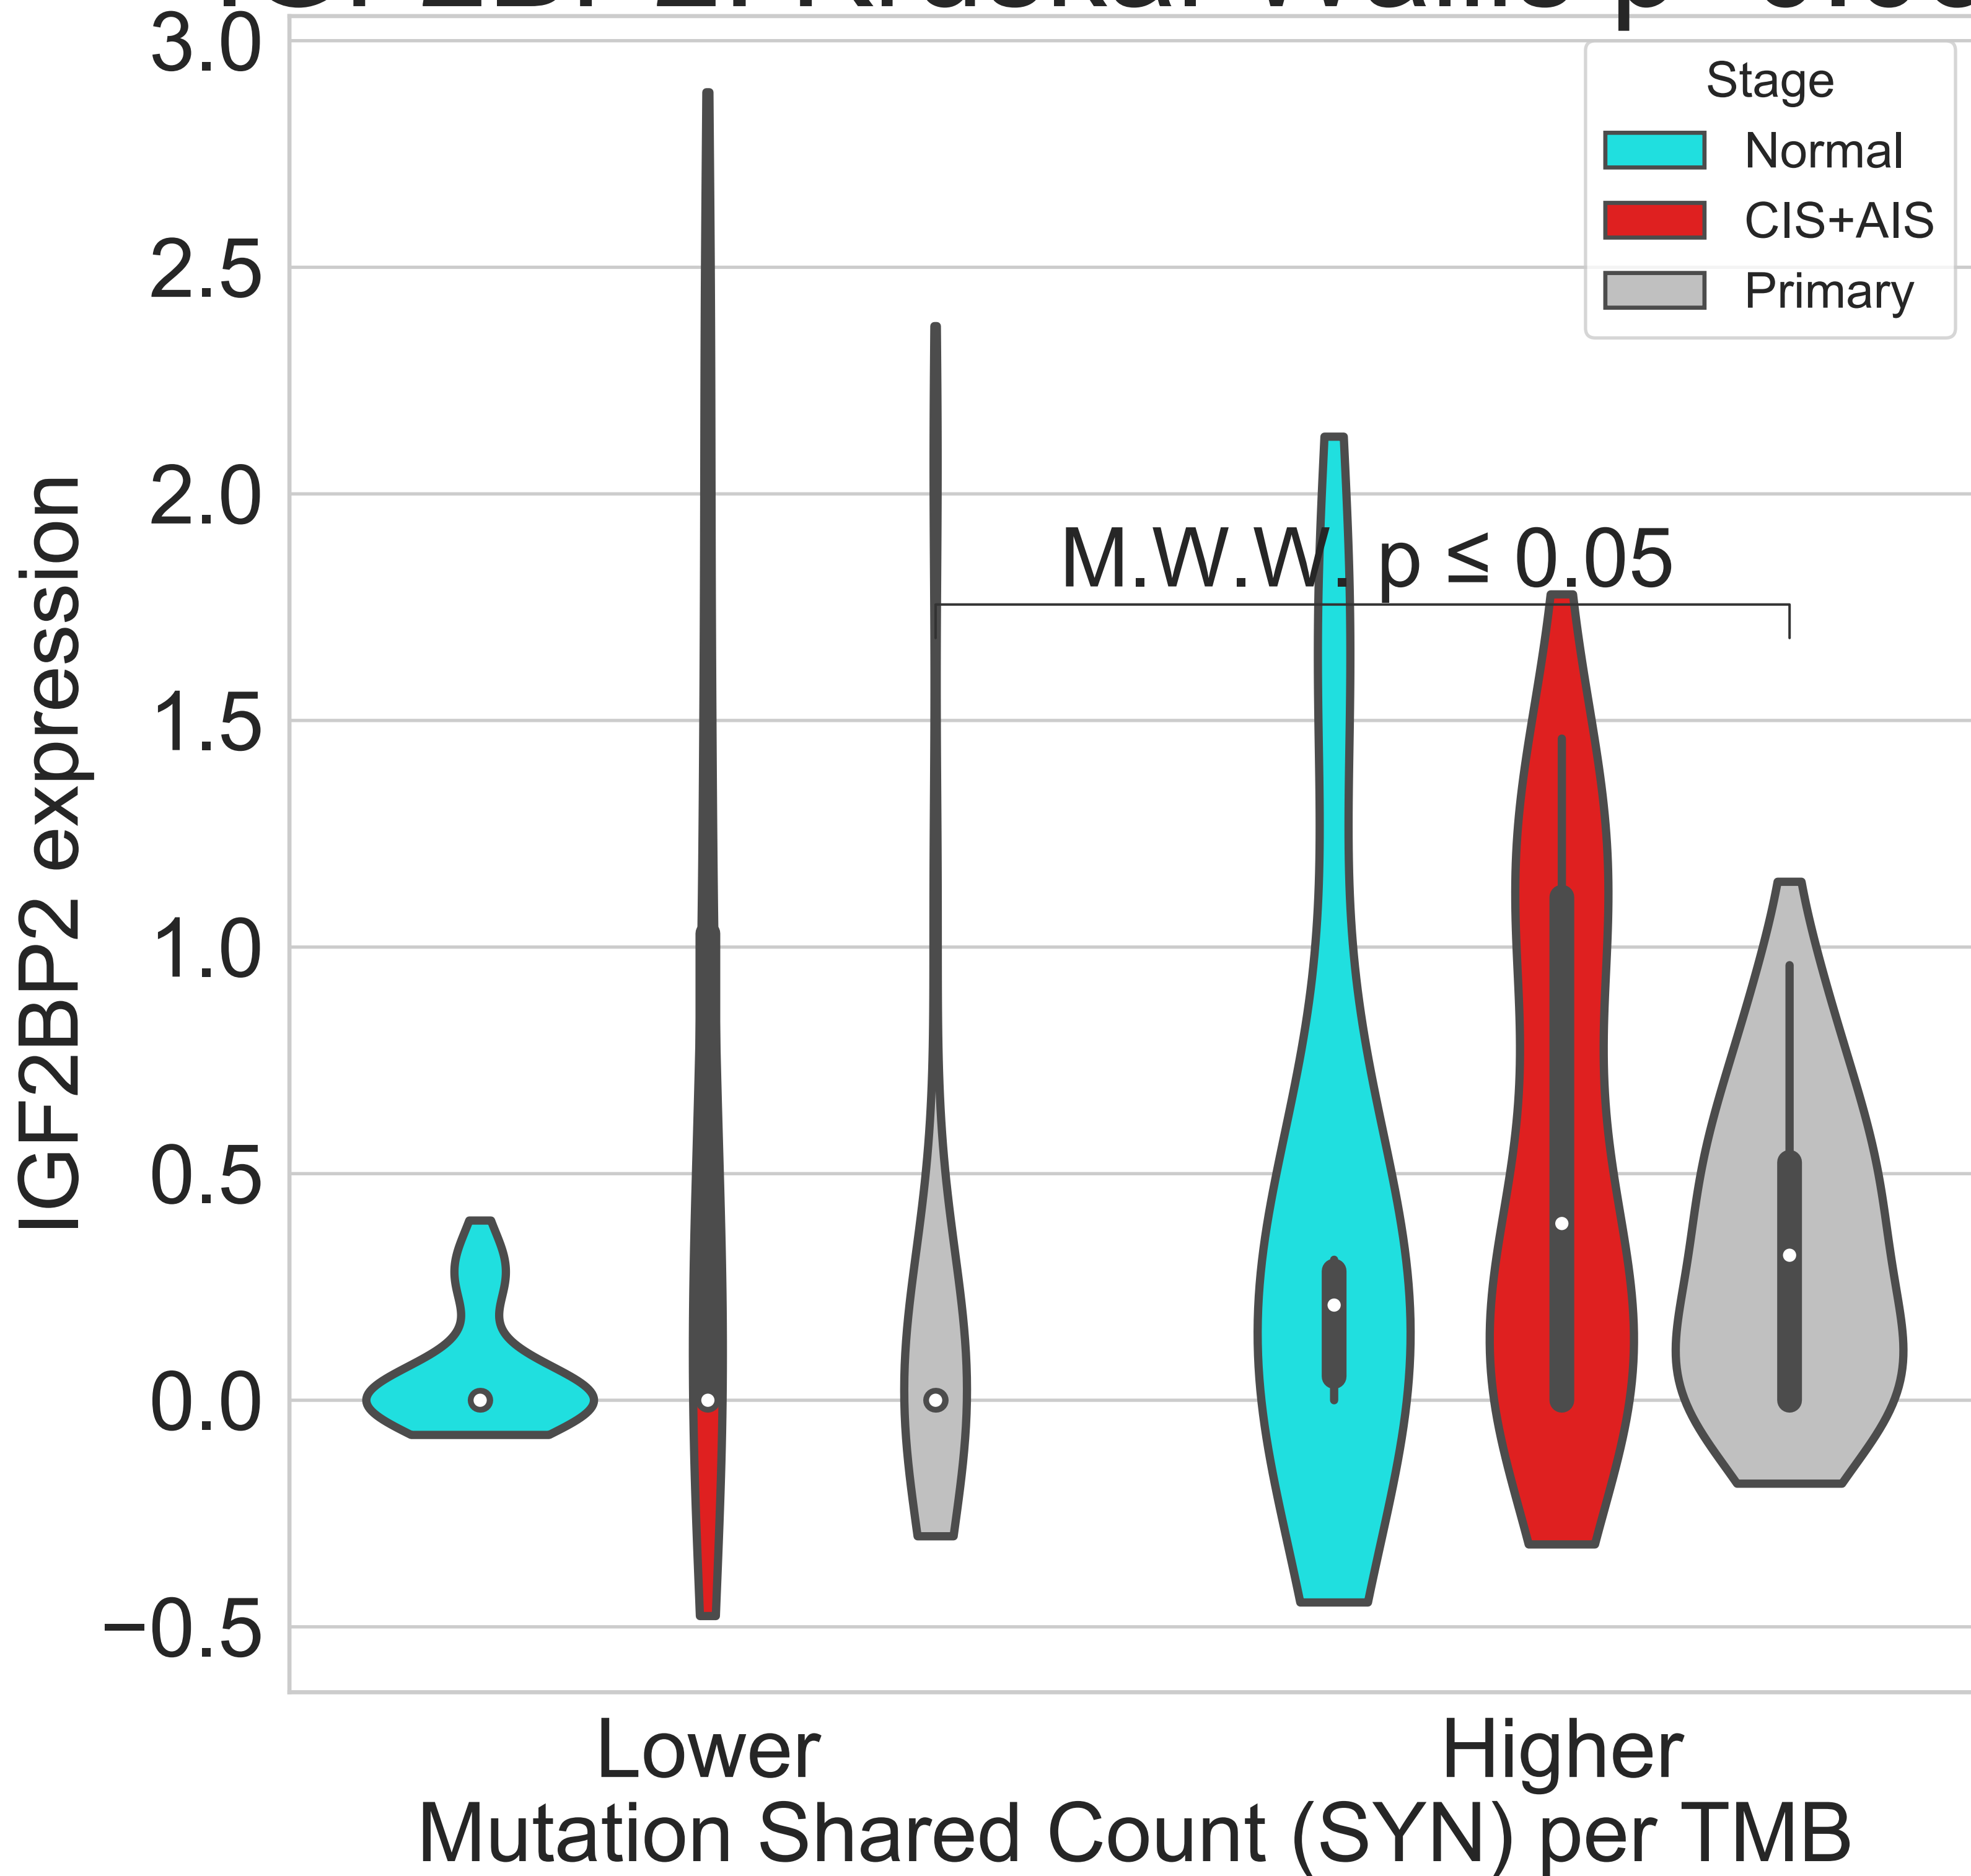 3.0
2.5
2.0
1.5
1.0
0.5
0.0
−0.5
IGF2BP2 expression
Stage
Normal
CIS+AIS
Primary
M.W.W. p ≤ 0.05
Lower
Higher
Mutation Shared Count (SYN) per TMB